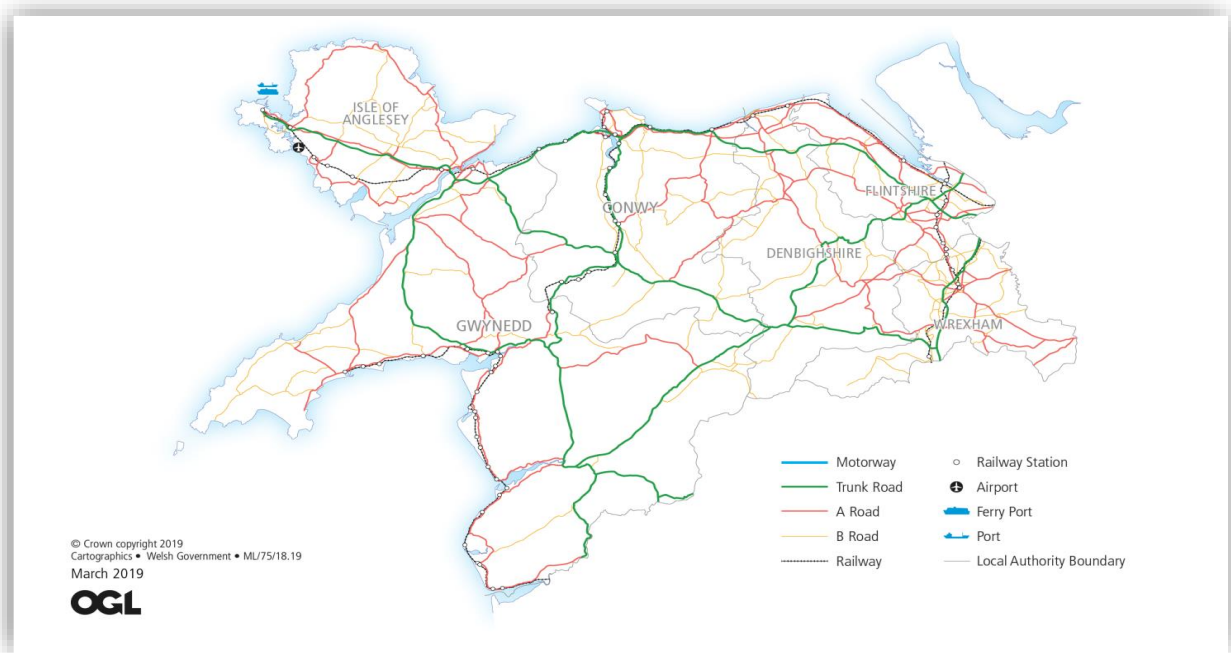 ISLE OF
ANGLESEY
FLINTSHIRE
CONWY
DENBIGHSHIRE
GWYNEDD
WREXHAM
Motorway
Trunk Road
A Road
B Road
Railway
Railway Station
Airport
Ferry Port
Port
Local Authority Boundary
© Crown copyright 2019
Cartographics • Welsh Government • ML/75/18.19
March 2019
OGL